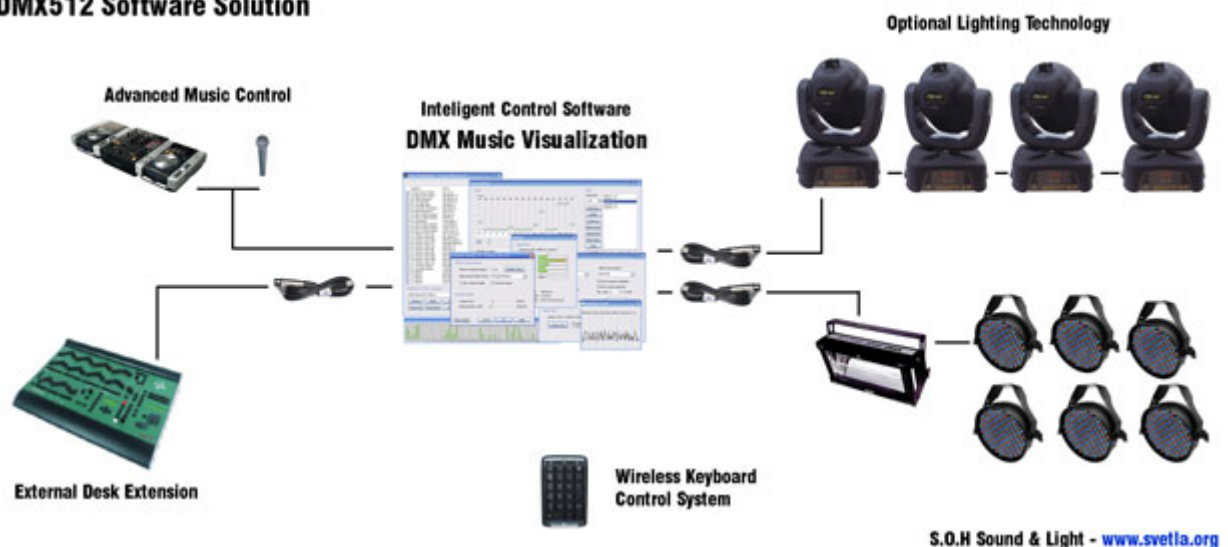 DMX512 Software Solution
Optional Lighting Technology
Advanced Music Control
Inteligent Control Software
DMX Music Visualization
External Desk Extension
Wireless Keyboard
Control System
S.O.H Sound & Light - www.svetla.org